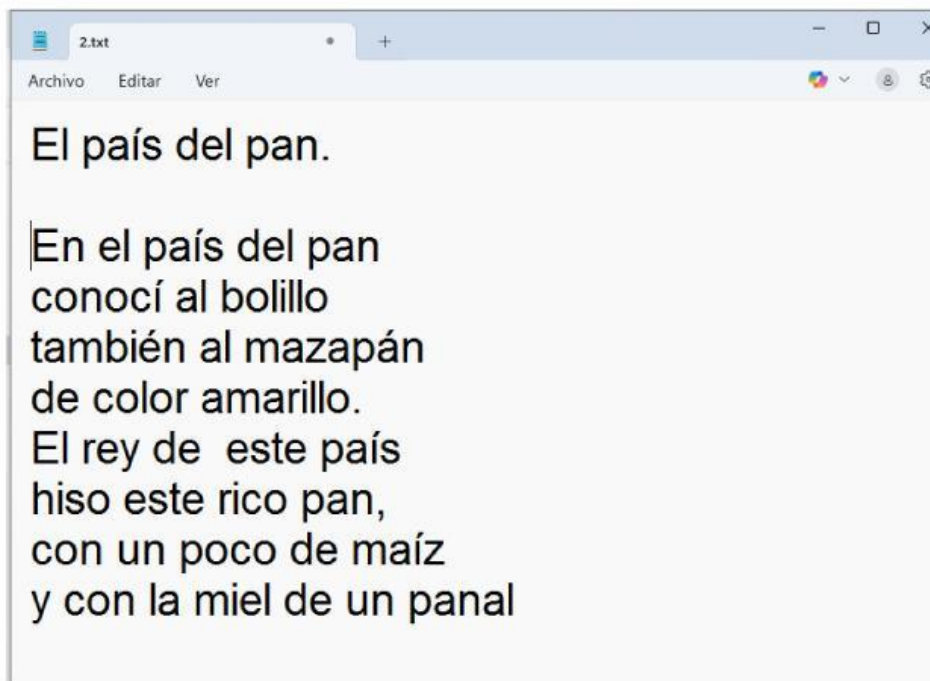 2.txt
Archivo Editar Ver
El país del pan.
En el país del pan
conocí al bolillo
también al mazapán
de color amarillo.
El rey de  este país
hiso este rico pan,
con un poco de maíz
y con la miel de un panal